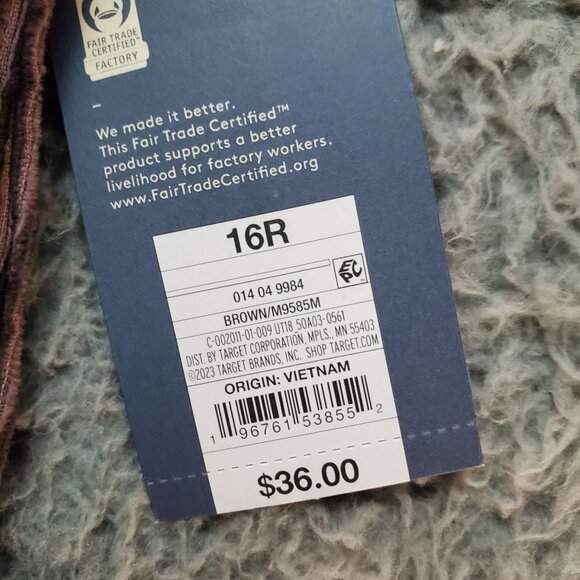 FAIR TRADE
CERTIFIED™
FACTORY
–
We made it better.
This Fair Trade Certified™
product supports a better
livelihood for factory workers.
www.FairTradeCertified.org
16R
EPC
014 04 9984
BROWN/M9585M
C-002011-01-009 UT18 50A03-0561
DIST. BY TARGET CORPORATION, MPLS., MN 55403
©2023 TARGET BRANDS, INC. SHOP TARGET.COM
ORIGIN: VIETNAM
1 96761 53855 2
$36.00